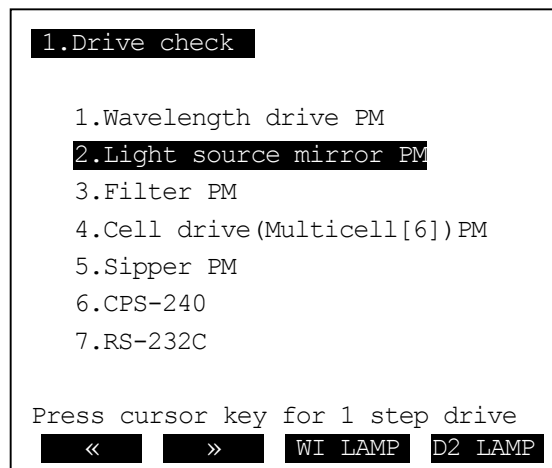 1.Drive check
1.Wavelength drive PM
2.Light source mirror PM
3.Filter PM
4.Cell drive(Multicell[6])PM
5.Sipper PM
6.CPS-240
7.RS-232C
Press cursor key for 1 step drive
« » WI LAMP D2 LAMP